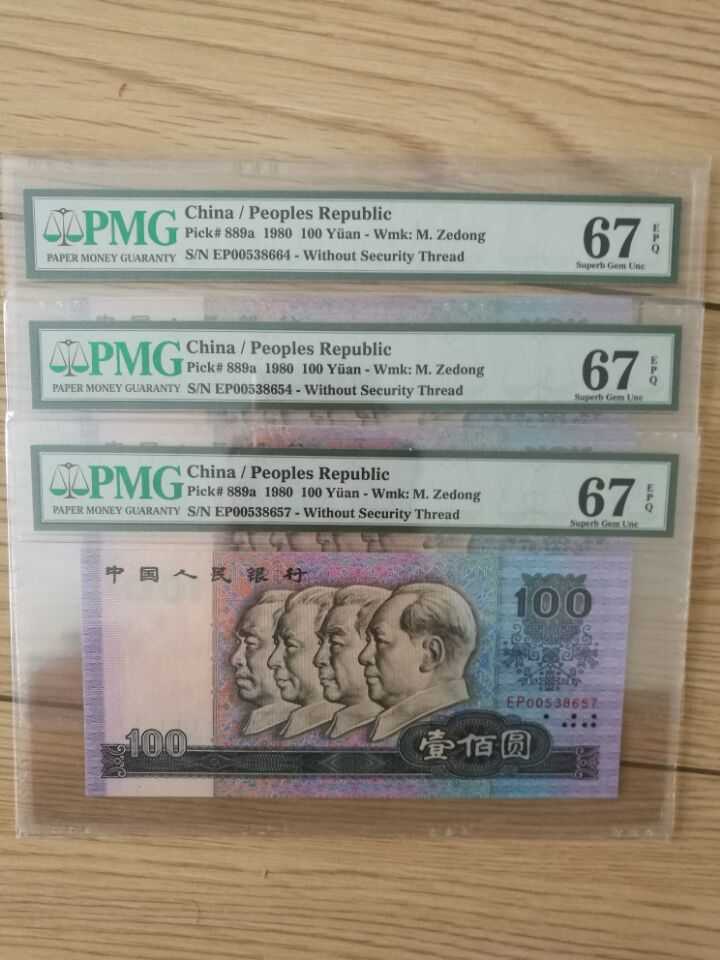 PMG
PAPER MONEY GUARANTY
China / Peoples Republic
Pick# 889a 1980 100 Yüan - Wmk: M. Zedong
S/N EP00538664 - Without Security Thread
67 EPQ
Superb Gem Unc
PMG
PAPER MONEY GUARANTY
China / Peoples Republic
Pick# 889a 1980 100 Yüan - Wmk: M. Zedong
S/N EP00538654 - Without Security Thread
67 EPQ
Superb Gem Unc
PMG
PAPER MONEY GUARANTY
China / Peoples Republic
Pick# 889a 1980 100 Yüan - Wmk: M. Zedong
S/N EP00538657 - Without Security Thread
67 EPQ
Superb Gem Unc
中国人民银行
100
EP00538657
100
壹佰圆